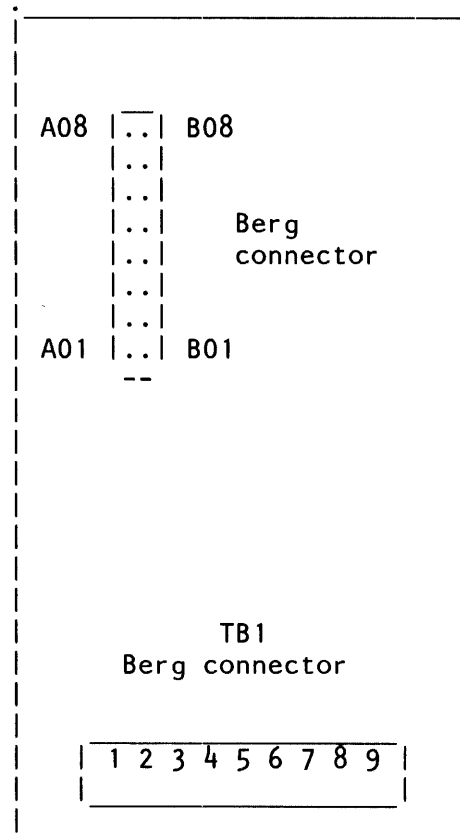 A08 |..| B08
|..|
|..|
|..| Berg
|..| connector
|..|
|..|
A01 |..| B01
--
TB1
Berg connector
| 1 2 3 4 5 6 7 8 9 |